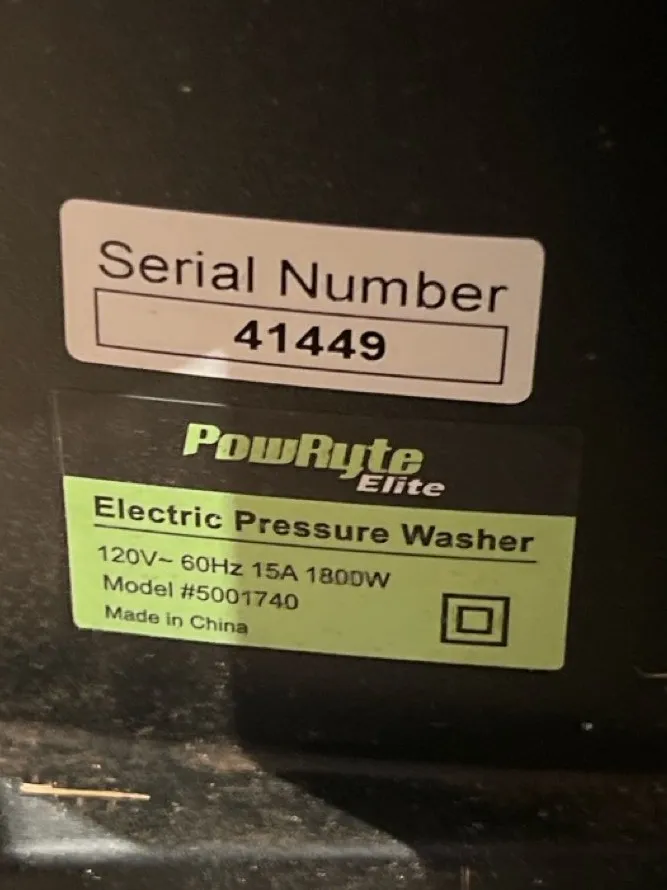 Serial Number
41449
PowRyte
Elite
Electric Pressure Washer
120V~ 60Hz 15A 1800W
Model #5001740
Made in China